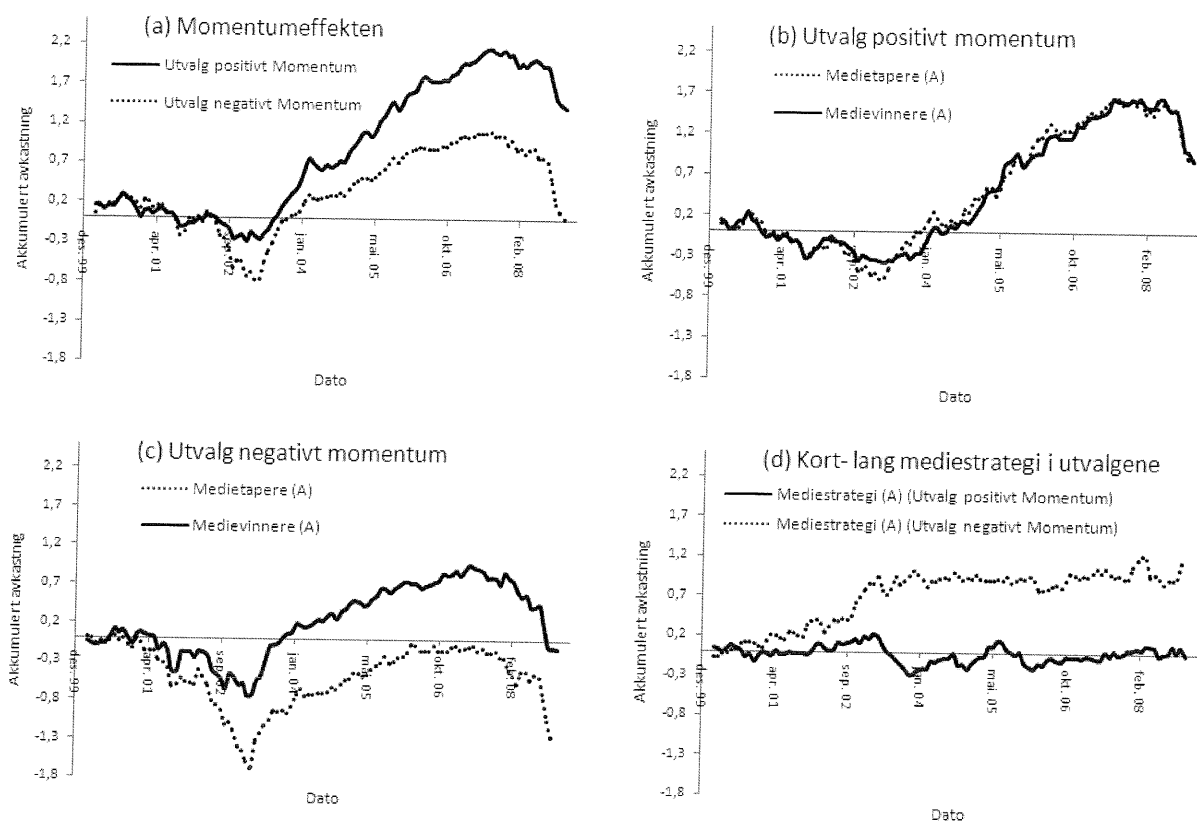 (a) Momentumeffekten
Utvalg positivt Momentum
Utvalg negativt Momentum
Akkumulert avkastning
2,2
1,7
1,2
0,7
0,2
-0,3
-0,8
-1,3
-1,8
des. 99
apr. 01
sep. 02
jan. 04
mai. 05
okt. 06
feb. 08
Dato
(b) Utvalg positivt momentum
Medietapere (A)
Medievinnere (A)
Akkumulert avkastning
2,2
1,7
1,2
0,7
0,2
-0,3
-0,8
-1,3
-1,8
des. 99
apr. 01
sep. 02
jan. 04
mai. 05
okt. 06
feb. 08
Dato
(c) Utvalg negativt momentum
Medietapere (A)
Medievinnere (A)
Akkumulert avkastnig
2,2
1,7
1,2
0,7
0,2
-0,3
-0,8
-1,3
-1,8
des. 99
apr. 01
sep. 02
jan. 04
mai. 05
okt. 06
feb. 08
Dato
(d) Kort- lang mediestrategi i utvalgene
Mediestrategi (A) (Utvalg positivt Momentum)
Mediestrategi (A) (Utvalg negativt Momentum)
Akkumulert avkastning
2,2
1,7
1,2
0,7
0,2
-0,3
-0,8
-1,3
-1,8
des. 99
apr. 01
sep. 02
jan. 04
mai. 05
okt. 06
feb. 08
Dato